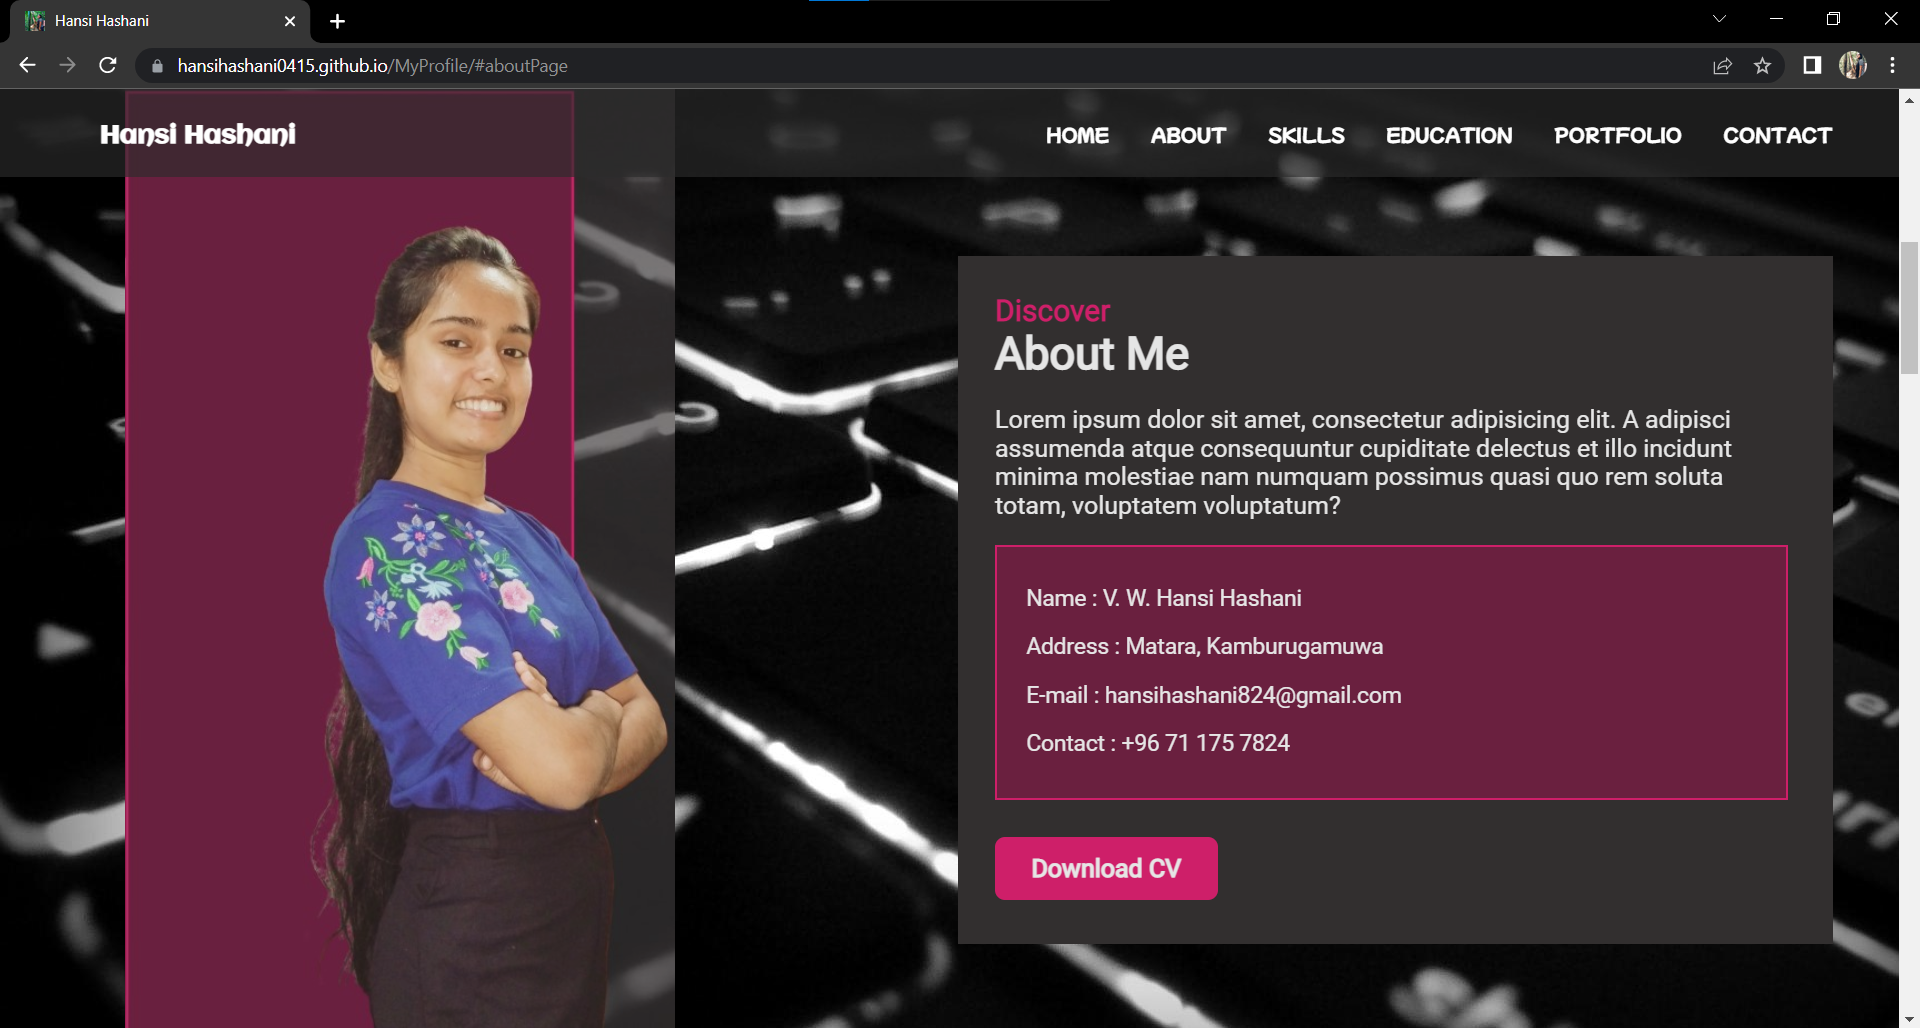 Hansi Hashani
hansihashani0415.github.io/MyProfile/#aboutPage
Hansi Hashani
HOME ABOUT SKILLS EDUCATION PORTFOLIO CONTACT
Discover
About Me
Lorem ipsum dolor sit amet, consectetur adipisicing elit. A adipisci
assumenda atque consequuntur cupiditate delectus et illo incidunt
minima molestiae nam numquam possimus quasi quo rem soluta
totam, voluptatem voluptatum?
Name : V. W. Hansi Hashani
Address : Matara, Kamburugamuwa
E-mail : hansihashani824@gmail.com
Contact : +96 71 175 7824
Download CV